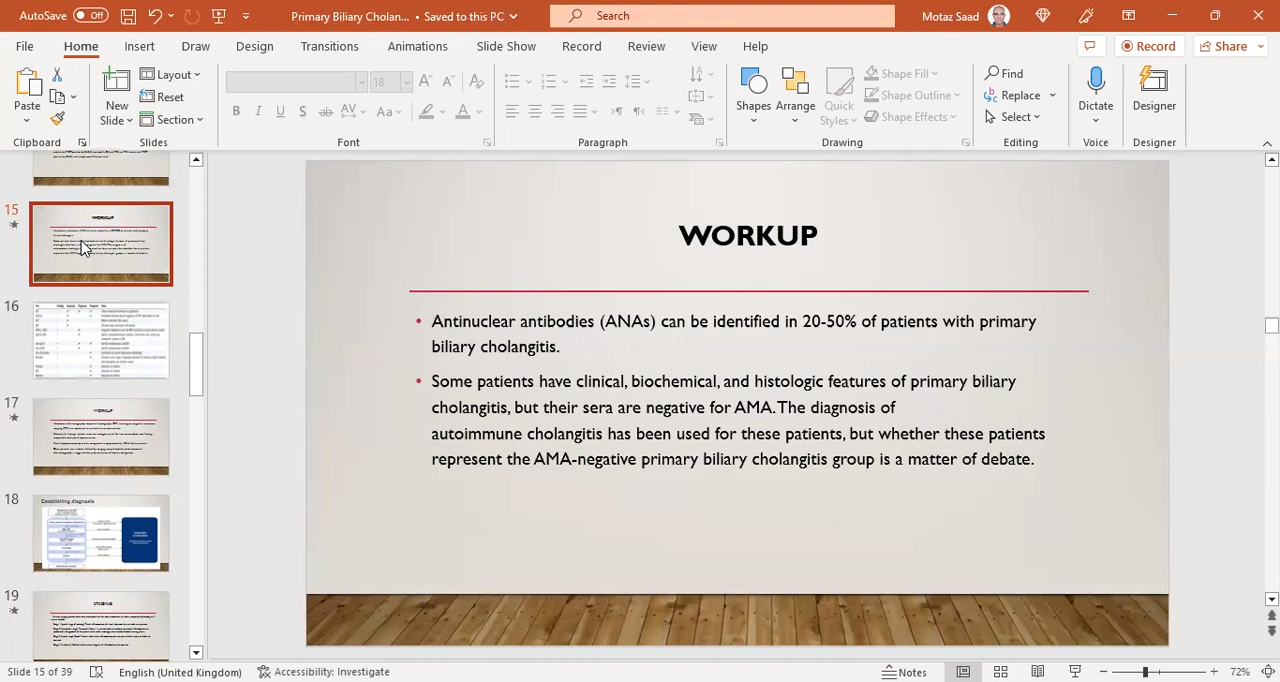 AutoSave Off Primary Biliary Cholan... • Saved to this PC Search Motaz Saad
File Home Insert Draw Design Transitions Animations Slide Show Record Review View Help Record Share
Paste New Slide Layout Reset Section 18 Shapes Arrange Quick Styles Shape Fill Shape Outline Shape Effects Find Replace Select Dictate Designer
Clipboard Slides Font Paragraph Drawing Editing Voice Designer
15
WORKUP
16
17
WORKUP
18
Establishing diagnosis
19
STAGING
WORKUP
• Antinuclear antibodies (ANAs) can be identified in 20-50% of patients with primary
biliary cholangitis.
• Some patients have clinical, biochemical, and histologic features of primary biliary
cholangitis, but their sera are negative for AMA. The diagnosis of
autoimmune cholangitis has been used for these patients, but whether these patients
represent the AMA-negative primary biliary cholangitis group is a matter of debate.
Slide 15 of 39 English (United Kingdom) Accessibility: Investigate Notes 72%